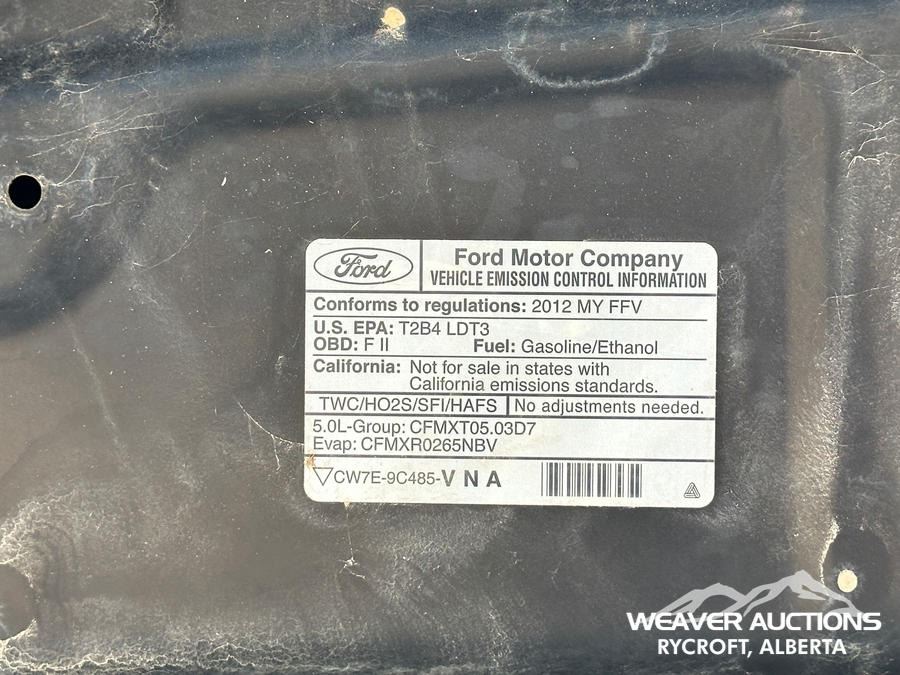 Ford
Ford Motor Company
VEHICLE EMISSION CONTROL INFORMATION
Conforms to regulations: 2012 MY FFV
U.S. EPA: T2B4 LDT3
OBD: F II Fuel: Gasoline/Ethanol
California: Not for sale in states with
California emissions standards.
TWC/HO2S/SFI/HAFS No adjustments needed.
5.0L-Group: CFMXT05.03D7
Evap: CFMXR0265NBV
CW7E-9C485-V N A
WEAVER AUCTIONS
RYCROFT, ALBERTA